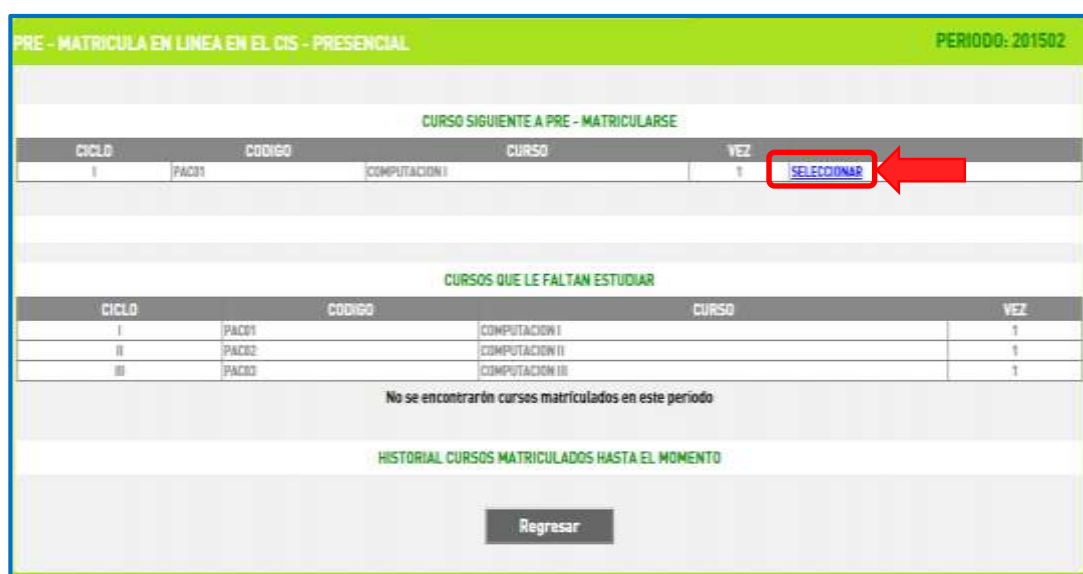 PRE - MATRICULA EN LINEA EN EL CIS - PRESENCIAL PERIODO: 201502
CURSO SIGUIENTE A PRE - MATRICULARSE
CICLO CODIGO CURSO VEZ
I PAC01 COMPUTACION I 1 SELECCIONAR
CURSOS QUE LE FALTAN ESTUDIAR
CICLO CODIGO CURSO VEZ
I PAC01 COMPUTACION I 1
II PAC02 COMPUTACION II 1
III PAC03 COMPUTACION III 1
No se encontrarón cursos matriculados en este periodo
HISTORIAL CURSOS MATRICULADOS HASTA EL MOMENTO
Regresar